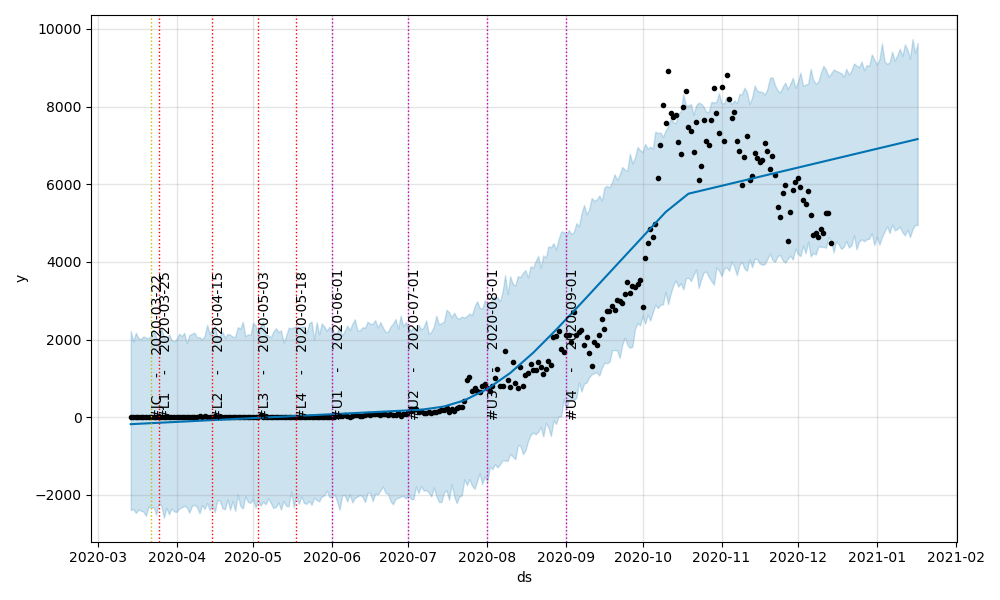 10000
8000
6000
4000
2000
0
−2000
y
#JC - 2020-03-22
#L1 - 2020-03-25
#L2 - 2020-04-15
#L3 - 2020-05-03
#L4 - 2020-05-18
#U1 - 2020-06-01
#U2 - 2020-07-01
#U3 - 2020-08-01
#U4 - 2020-09-01
2020-03
2020-04
2020-05
2020-06
2020-07
2020-08
2020-09
2020-10
2020-11
2020-12
2021-01
2021-02
ds